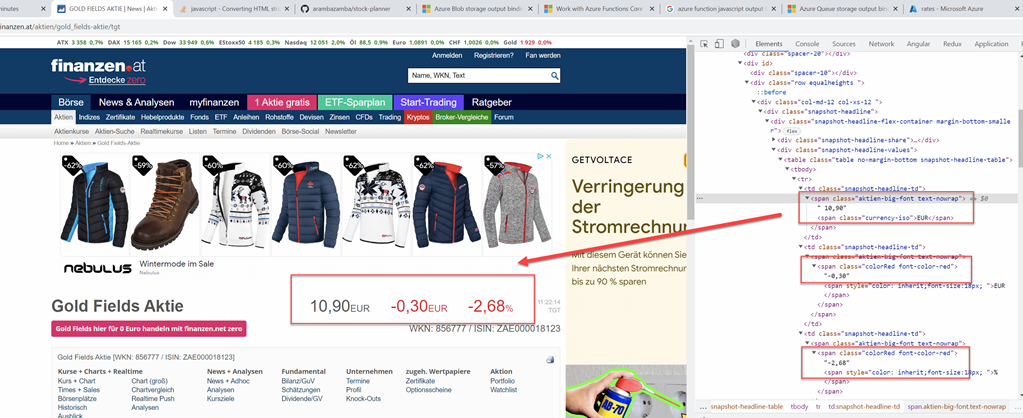 minutes
GOLD FIELDS AKTIE | News | Ak
javascript - Converting HTML str
arambazamba/stock-planner
Azure Blob storage output bindi
Work with Azure Functions Core
azure function javascript output
Azure Queue storage output bin
rates - Microsoft Azure
inanzen.at/aktien/gold_fields-aktie/tgt
ATX 3 358 0,7% DAX 15 165 0,2% Dow 33 949 0,6% EStoxx50 4 185 0,3% Nasdaq 12 051 2,0% Öl 88,5 0,9% Euro 1,0891 0,0% CHF 1,0026 0,0% Gold 1 929 0,0%
Anmelden Registrieren? Fan werden
finanzen.at
Entdecke zero
Name, WKN, Text
Börse News & Analysen myfinanzen 1 Aktie gratis ETF-Sparplan Start-Trading Ratgeber
Aktien Indizes Zertifikate Hebelprodukte Fonds ETF Anleihen Rohstoffe Devisen Zinsen CFDs Trading Kryptos Broker-Vergleiche Forum
Aktienkurse Aktien-Suche Realtimekurse Listen Termine Dividenden Börse-Social Newsletter
Home » Aktien » Gold Fields-Aktie
-62% -59% -60% -62% -62% -57%
NEBULUS
Wintermode im Sale
Nebulus
GETVOLTACE
Verringerung
der
Stromrechnun
Mit diesem Gerät können Sie
Ihrer nächsten Stromrechnung
bis zu 90 % sparen
Gold Fields Aktie
10,90EUR -0,30EUR -2,68%
11:22:14
TGT
Gold Fields hier für 0 Euro handeln mit finanzen.net zero
WKN: 856777 / ISIN: ZAE000018123
Gold Fields Aktie [WKN: 856777 / ISIN: ZAE000018123]
Kurse + Charts + Realtime News + Analysen Fundamental Unternehmen zugeh. Wertpapiere Aktion
Kurs + Chart Chart (groß) News + Adhoc Bilanz/GuV Termine Zertifikate Portfolio
Times + Sales Chartvergleich Analysen Schätzungen Profil Optionsscheine Watchlist
Börsenplätze Realtime Push Kursziele Dividende/GV Knock-Outs
Historisch Analysen
Ausblick
AB-70
Elements Console Sources Network Angular Redux Application
<div class="spacer-20"></div>
<div id>
<div class="spacer-10"></div>
<div class="row equalheights ">
::before
<div class="col-md-12 col-xs-12 ">
<div class="snapshot-headline">
<div class="snapshot-headline-flex-container margin-bottom-smalle
r"> flex
<div class="snapshot-headline-share">…</div>
<div class="snapshot-headline-values">
<table class="table no-margin-bottom snapshot-headline-table">
<tbody>
<tr>
<td class="snapshot-headline-td">
<span class="aktien-big-font text-nowrap"> == $0
" 10,90"
<span class="currency-iso">EUR</span>
</span>
</td>
<td class="snapshot-headline-td">
<span class="aktien-big-font text-nowrap">
<span class="colorRed font-color-red">
"-0,30"
<span style="color: inherit;font-size:18px; ">EUR
</span>
</span>
</span>
</td>
<td class="snapshot-headline-td">
<span class="aktien-big-font text-nowrap">
<span class="colorRed font-color-red">
"-2,68"
<span style="color: inherit;font-size:18px; ">%
</span>
… snapshot-headline-table tbody tr td.snapshot-headline-td span.aktien-big-font.text-nowrap